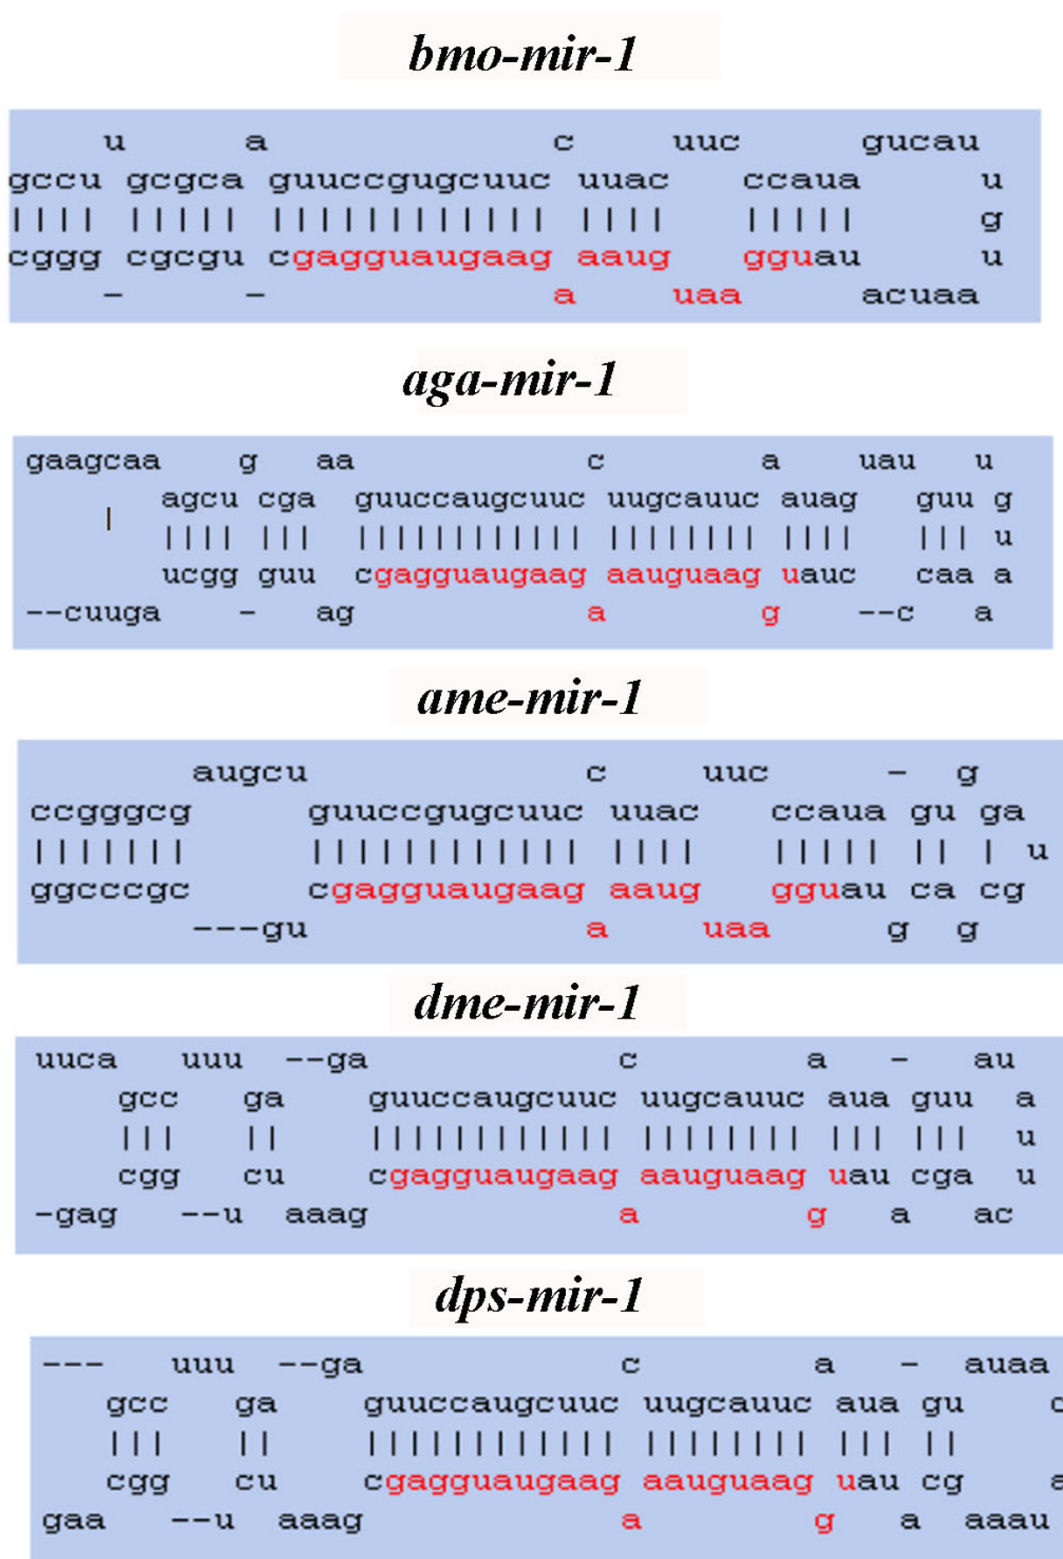 bmo-mir-1
u a c uuc gucau
gccu gcgca guuccgugcuuc uuac ccaua u
|||| ||||| |||||||||||| |||| ||||| g
cggg cgcgu cgagguaugaag aaug gguau u
- - a uaa acuaa
aga-mir-1
gaagcaa g aa c a uau u
agcu cga guuccaugcuuc uugcauuc auag guu g
| |||| ||| |||||||||||| |||||||| |||| ||| u
ucgg guu cgagguaugaag aauguaag uauc caa a
--cuuga - ag a g --c a
ame-mir-1
augcu c uuc - g
ccgggcg guuccgugcuuc uuac ccaua gu ga
||||||| |||||||||||| |||| ||||| || | u
ggcccgc cgagguaugaag aaug gguau ca cg
---gu a uaa g g
dme-mir-1
uuca uuu --ga c a - au
gcc ga guuccaugcuuc uugcauuc aua guu a
||| || |||||||||||| |||||||| ||| ||| u
cgg cu cgagguaugaag aauguaag uau cga u
-gag --u aaag a g a ac
dps-mir-1
--- uuu --ga c a - auaa
gcc ga guuccaugcuuc uugcauuc aua gu
||| || |||||||||||| |||||||| ||| ||
cgg cu cgagguaugaag aauguaag uau cg
gaa --u aaag a g a aaau